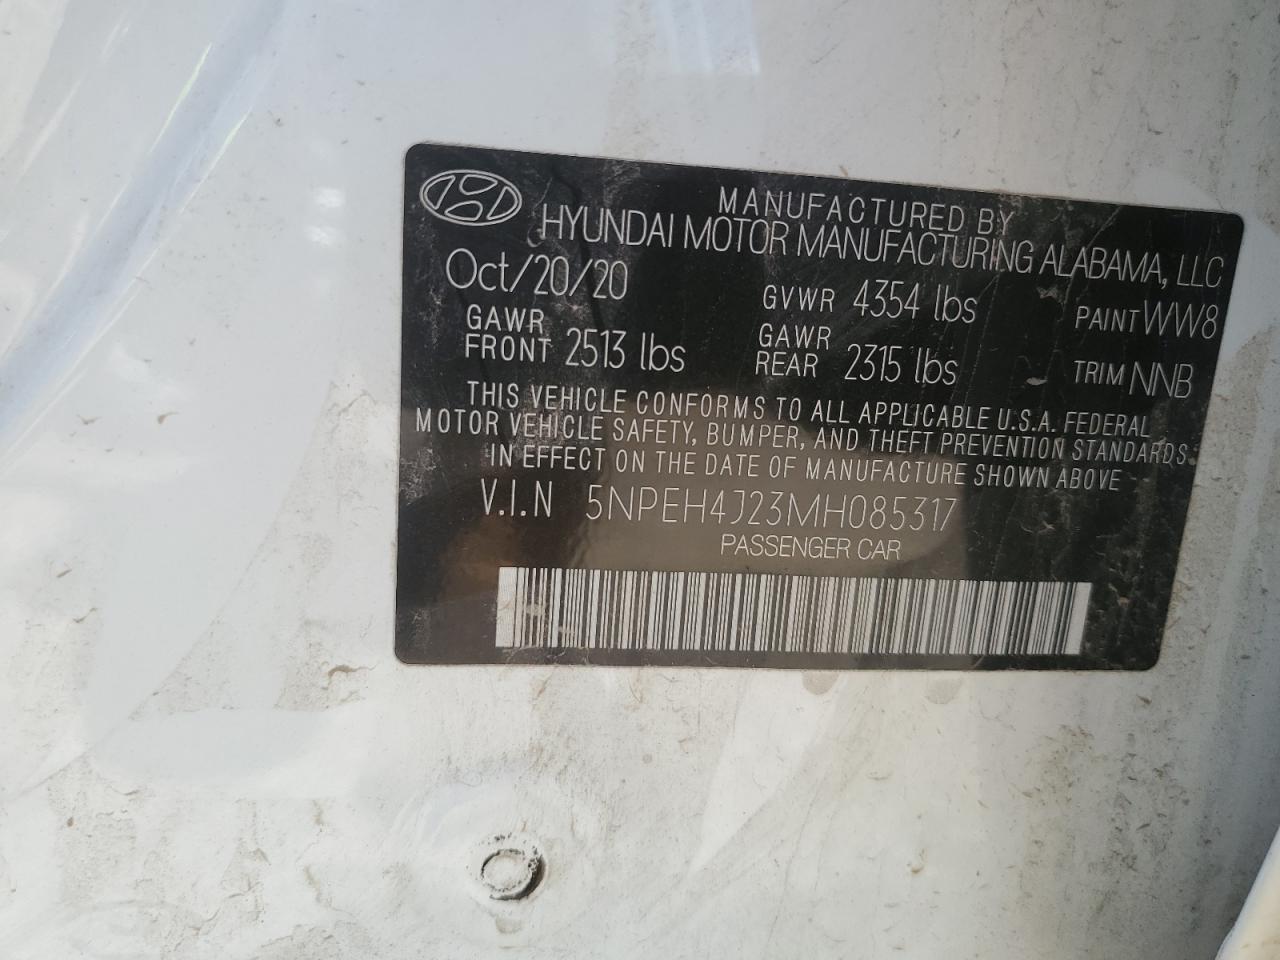 MANUFACTURED BY
HYUNDAI MOTOR MANUFACTURING ALABAMA, LLC
Oct/20/20 GVWR 4354 lbs PAINT WW8
GAWR FRONT 2513 lbs GAWR REAR 2315 lbs TRIM NNB
THIS VEHICLE CONFORMS TO ALL APPLICABLE U.S.A. FEDERAL
MOTOR VEHICLE SAFETY, BUMPER, AND THEFT PREVENTION STANDARDS
IN EFFECT ON THE DATE OF MANUFACTURE SHOWN ABOVE
V.I.N 5NPEH4J23MH085317
PASSENGER CAR